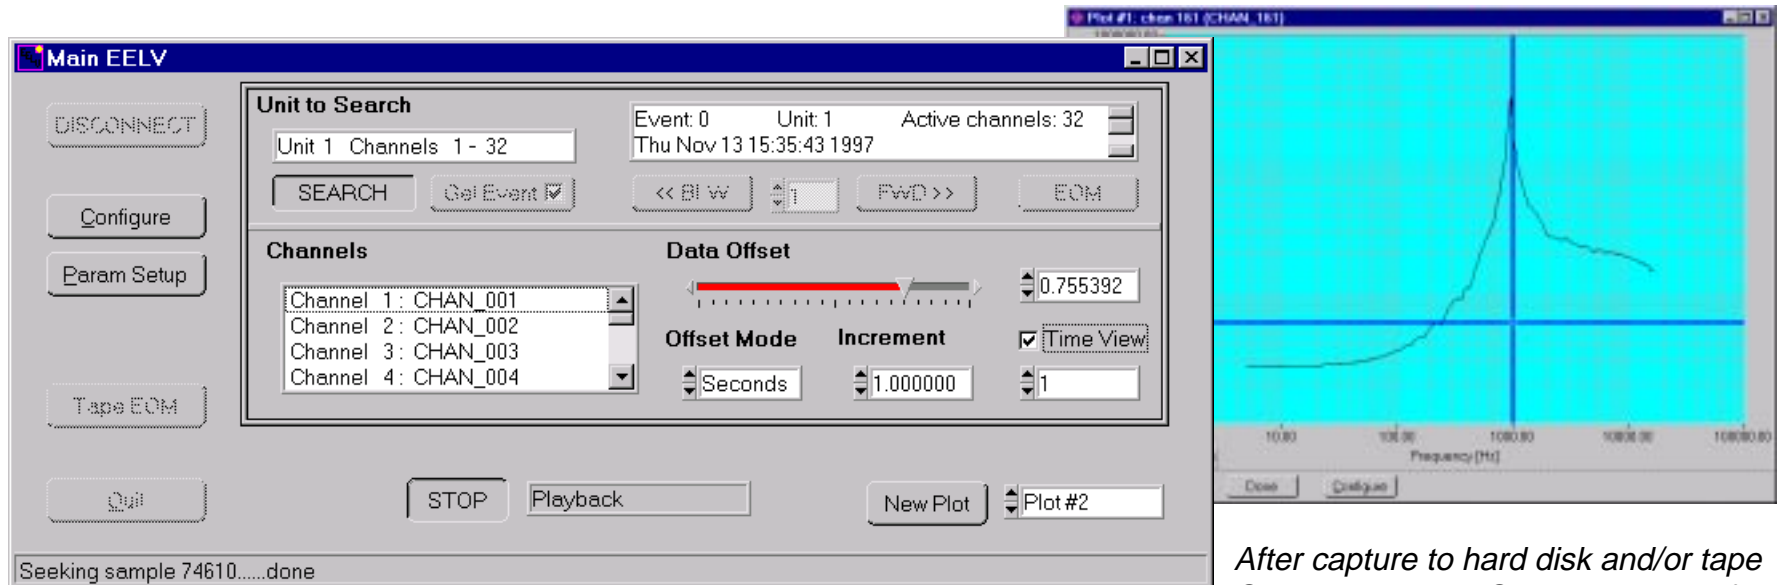 Plot #1: chan 161 (CHAN_161)
Main EELV
DISCONNECT
Unit to Search
Unit 1 Channels 1 - 32
Event: 0 Unit: 1 Active channels: 32
Thu Nov 13 15:35:43 1997
SEARCH
Get Event
<<
1
FWD >>
EOM
Configure
Param Setup
Channels
Channel 1 : CHAN_001
Channel 2 : CHAN_002
Channel 3 : CHAN_003
Channel 4 : CHAN_004
Data Offset
0.755392
Offset Mode
Increment
Time View
Seconds
1.000000
1
Tape EOM
Quit
STOP
Playback
New Plot
Plot #2
Seeking sample 74610.....done
10.00 100.00 1000.00 10000.00 100000.00
Frequency [Hz]
Close
Configure
After capture to hard disk and/or tape